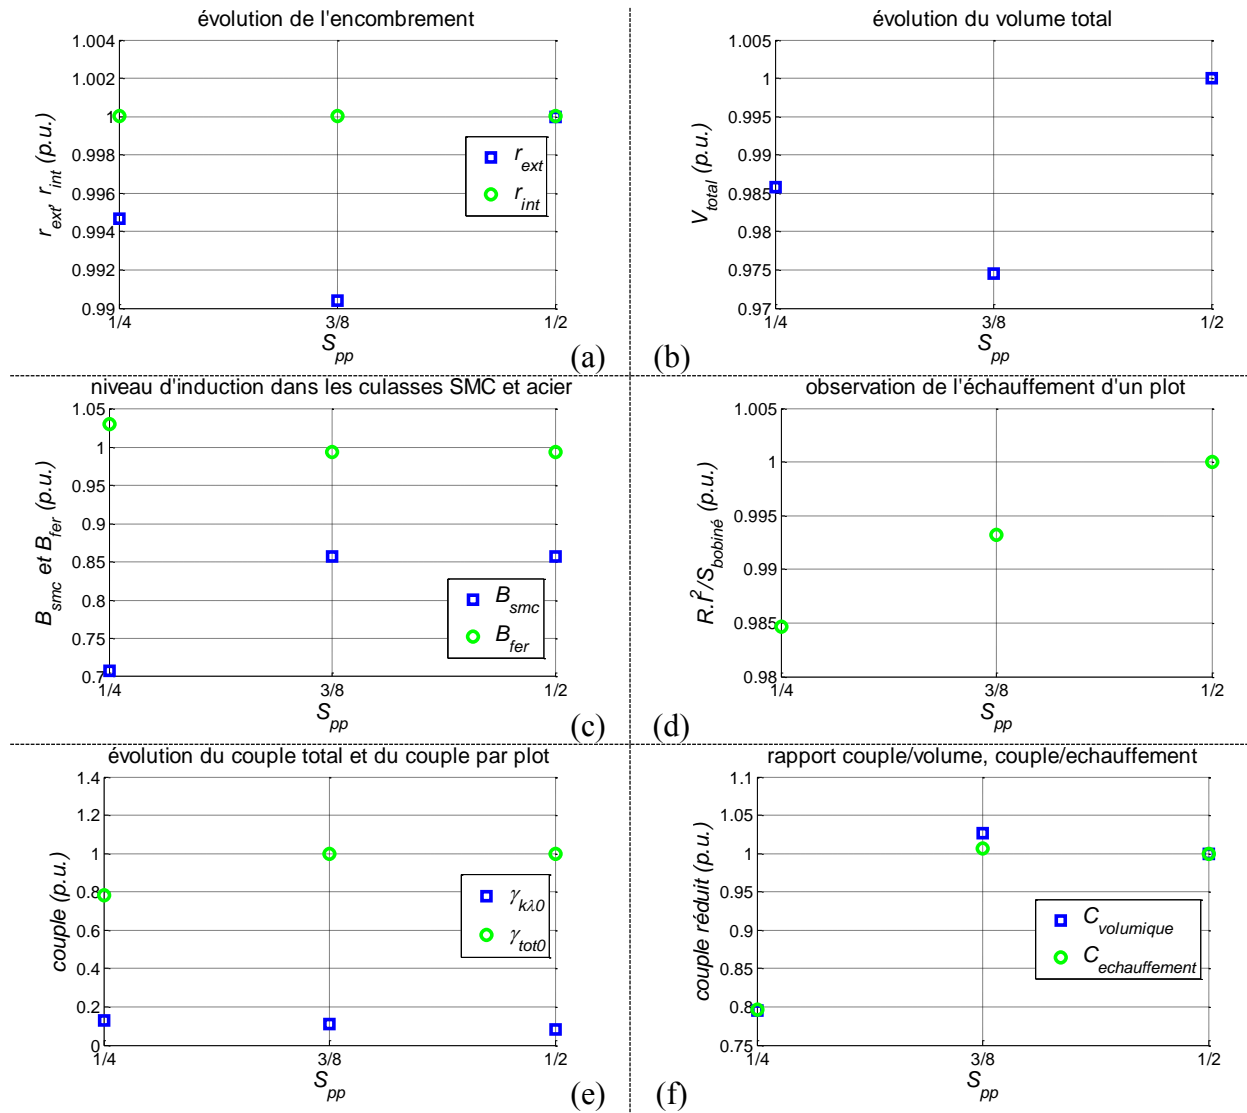 évolution de l'encombrement
1.004
1.002
1
0.998
0.996
0.994
0.992
0.99
r_ext, r_int (p.u.)
r_ext
r_int
1/4
3/8
1/2
S_pp
(a)
évolution du volume total
1.005
1
0.995
0.99
0.985
0.98
0.975
0.97
V_total (p.u.)
1/4
3/8
1/2
S_pp
(b)
niveau d'induction dans les culasses SMC et acier
1.05
1
0.95
0.9
0.85
0.8
0.75
0.7
B_smc et B_fer (p.u.)
B_smc
B_fer
1/4
3/8
1/2
S_pp
(c)
observation de l'échauffement d'un plot
1.005
1
0.995
0.99
0.985
0.98
R.I²/S_bobiné (p.u.)
1/4
3/8
1/2
S_pp
(d)
évolution du couple total et du couple par plot
1.4
1.2
1
0.8
0.6
0.4
0.2
0
couple (p.u.)
γ_kλ0
γ_tot0
1/4
3/8
1/2
S_pp
(e)
rapport couple/volume, couple/echauffement
1.1
1.05
1
0.95
0.9
0.85
0.8
0.75
couple réduit (p.u.)
C_volumique
C_echauffement
1/4
3/8
1/2
S_pp
(f)